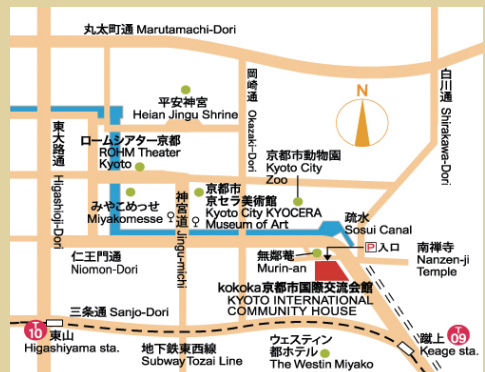 丸太町通 Marutamachi-Dori
平安神宮
Heian Jingu Shrine
岡崎通 Okazaki-Dori
N
白川通 Shirakawa-Dori
東大路通 Higashioji-Dori
ロームシアター京都
ROHM Theater
Kyoto
京都市動物園
Kyoto City
Zoo
みやこめっせ
Miyakomesse
神宮道 Jingu-michi
京都市
京セラ美術館
Kyoto City KYOCERA
Museum of Art
疏水
Sosui Canal
P入口
仁王門通
Niomon-Dori
無鄰菴
Murin-an
南禅寺
Nanzen-ji
Temple
kokoka京都市国際交流会館
KYOTO INTERNATIONAL
COMMUNITY HOUSE
三条通 Sanjo-Dori
T
10
東山
Higashiyama sta.
地下鉄東西線
Subway Tozai Line
ウェスティン
都ホテル
The Westin Miyako
蹴上
Keage sta.
T
09